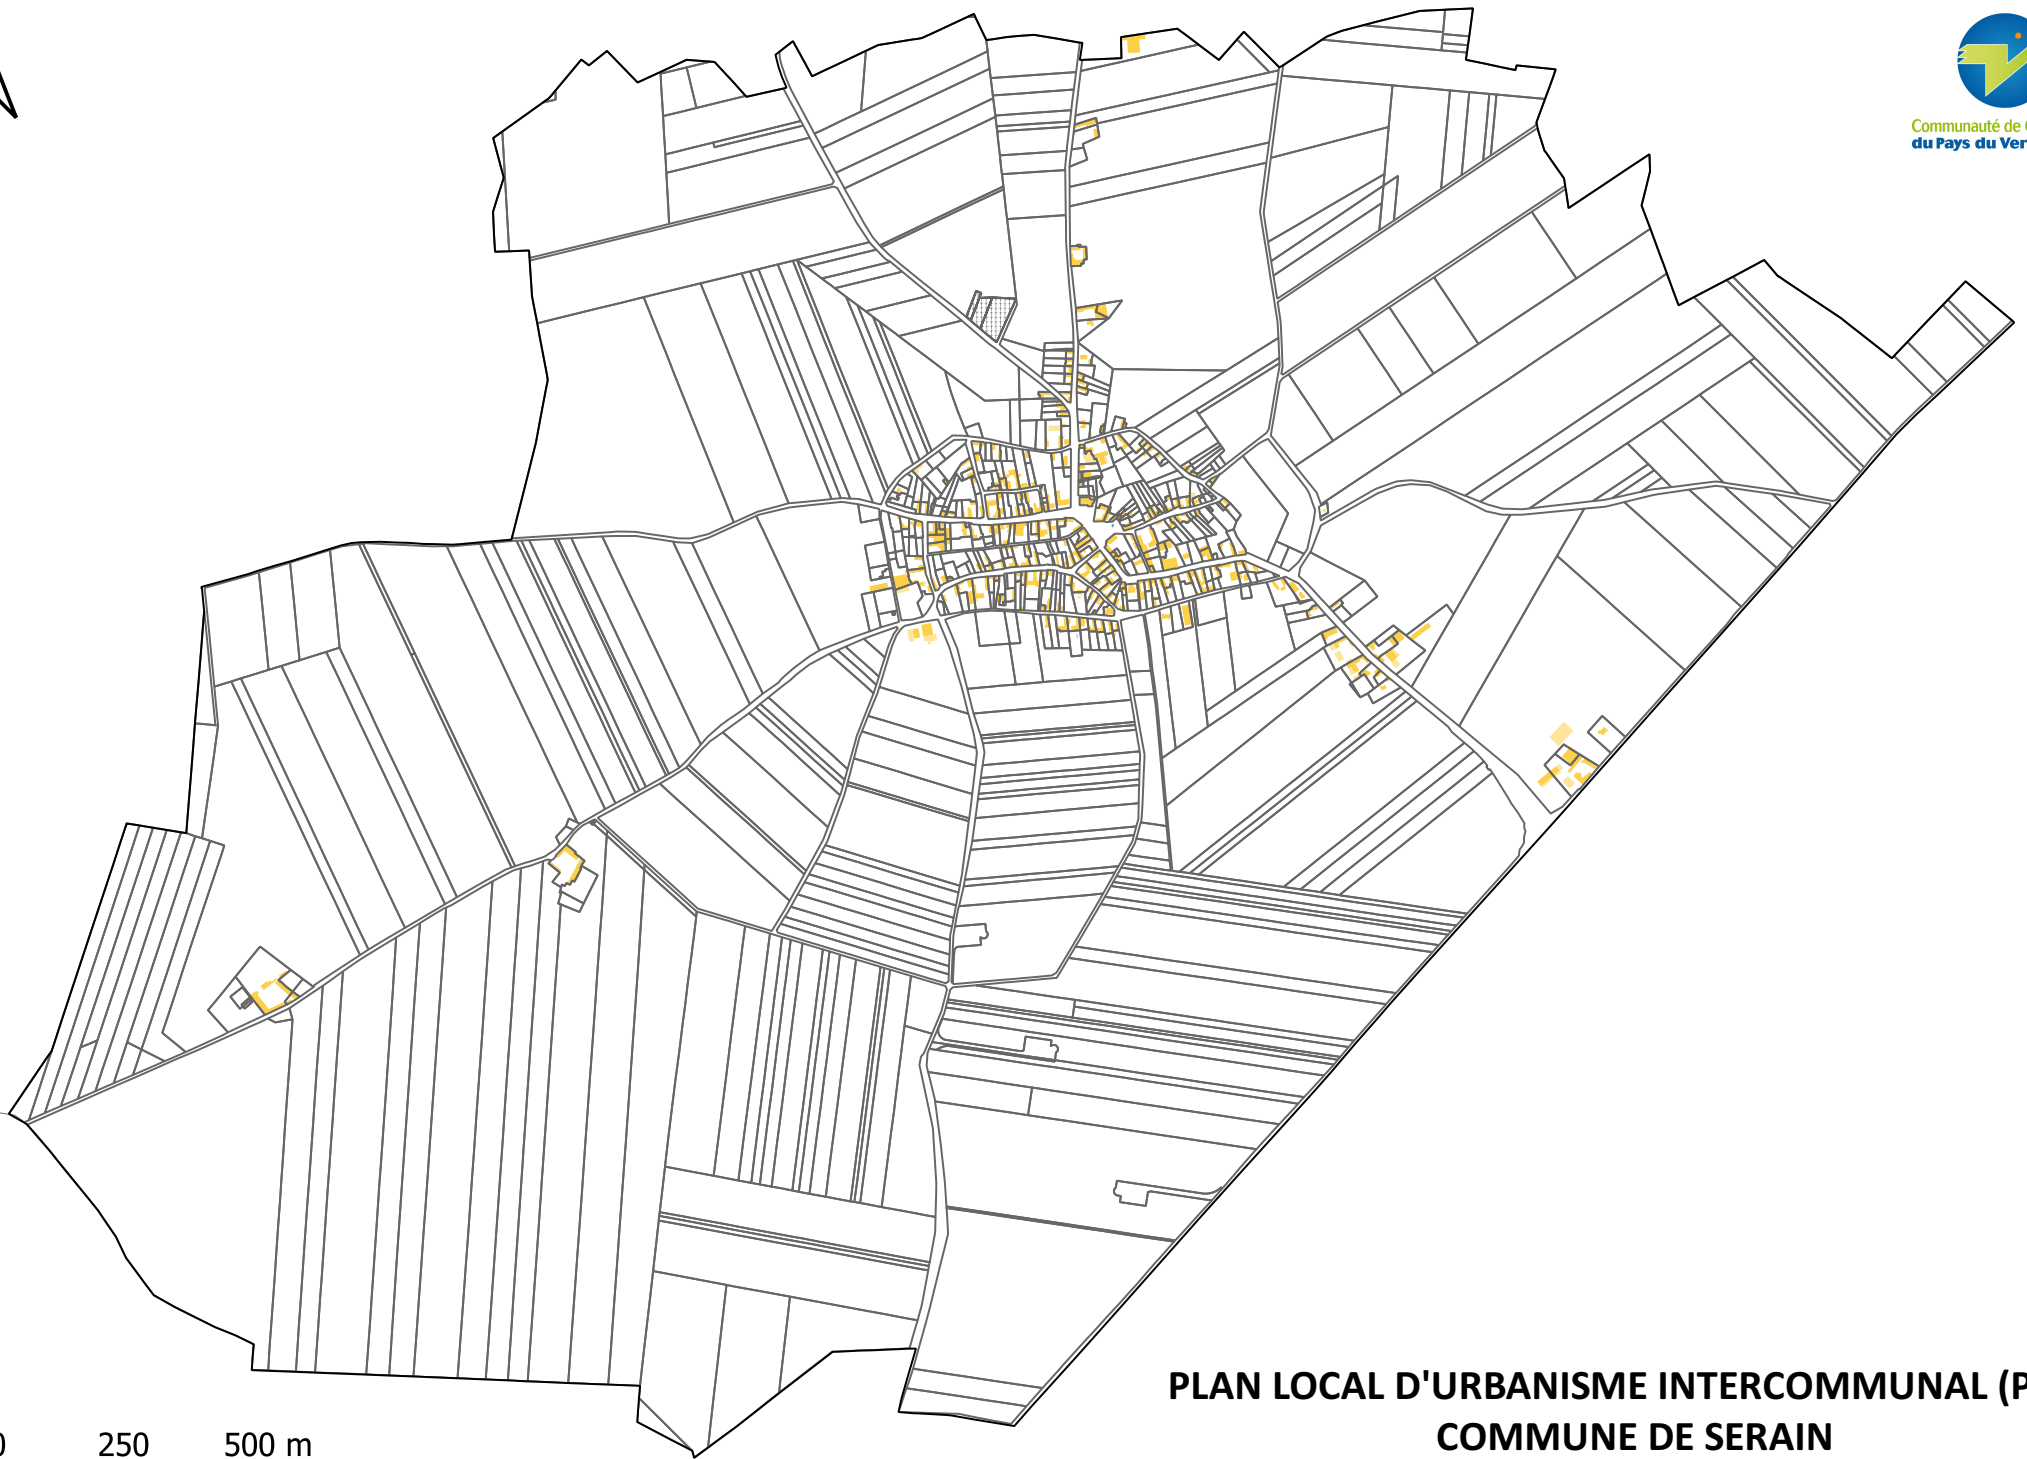 Communauté de
du Pays du Ver
PLAN LOCAL D'URBANISME INTERCOMMUNAL (P
COMMUNE DE SERAIN
0 250 500 m